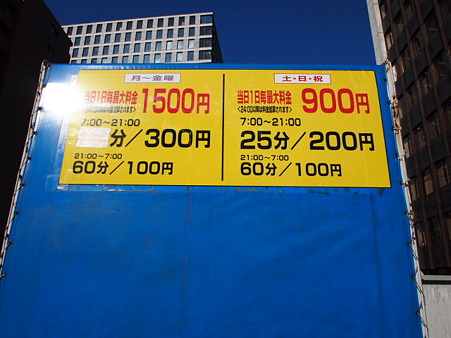 月～金曜
当日1日毎最大料金 1500円
7:00～21:00
分／300円
21:00～7:00
60分／100円
土・日・祝
当日1日毎最大料金 900円
7:00～21:00
25分／200円
21:00～7:00
60分／100円